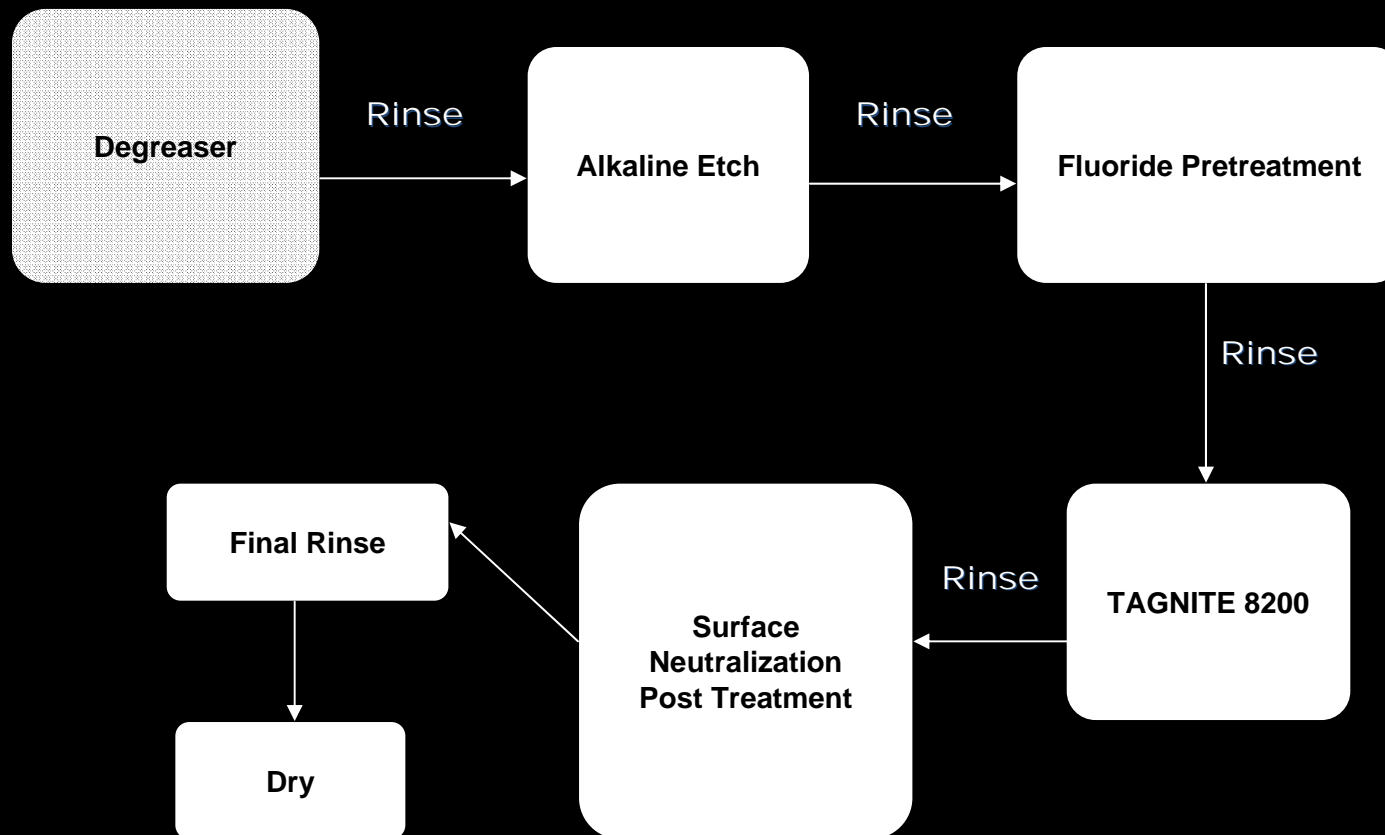 Degreaser
Rinse
Alkaline Etch
Rinse
Fluoride Pretreatment
Rinse
TAGNITE 8200
Rinse
Surface
Neutralization
Post Treatment
Final Rinse
Dry